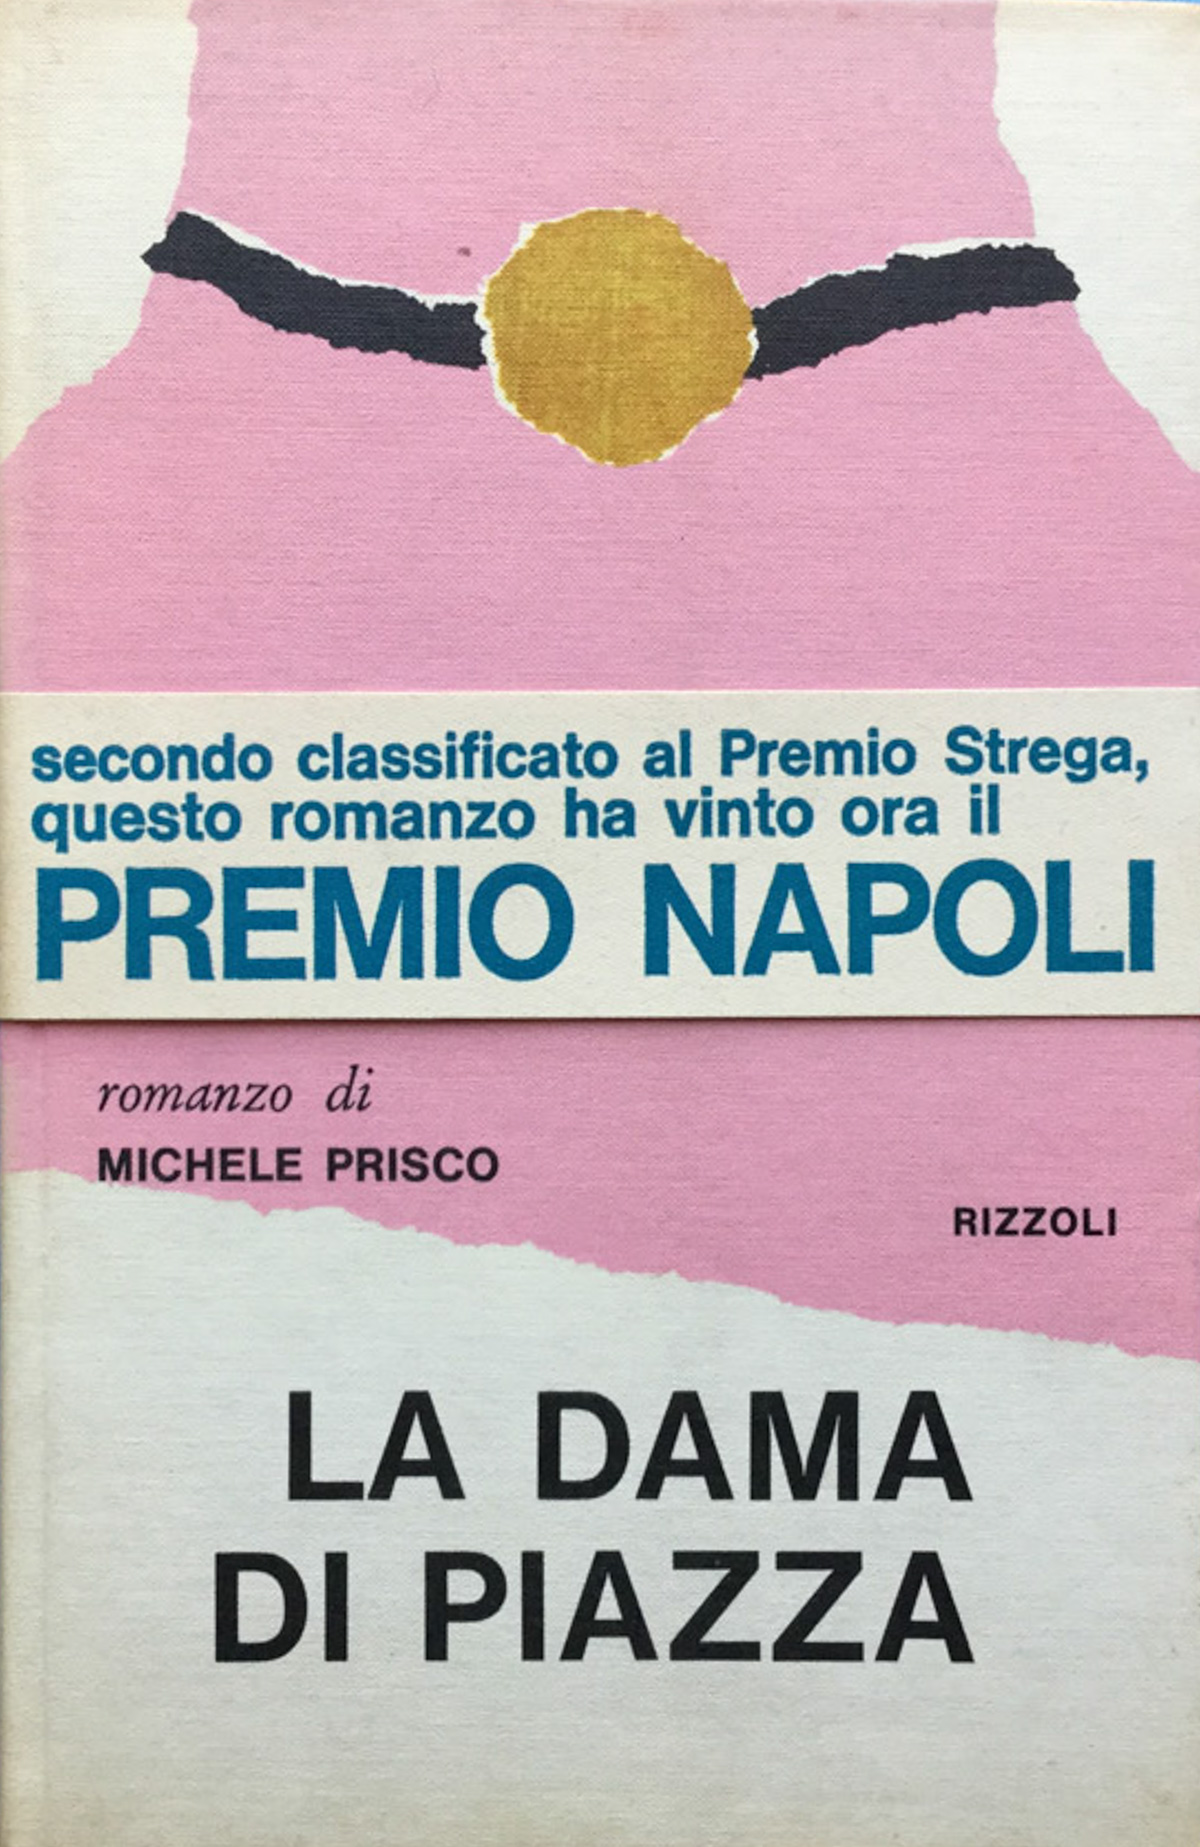 secondo classificato al Premio Strega,
questo romanzo ha vinto ora il
PREMIO NAPOLI
romanzo di
MICHELE PRISCO
RIZZOLI
LA DAMA
DI PIAZZA